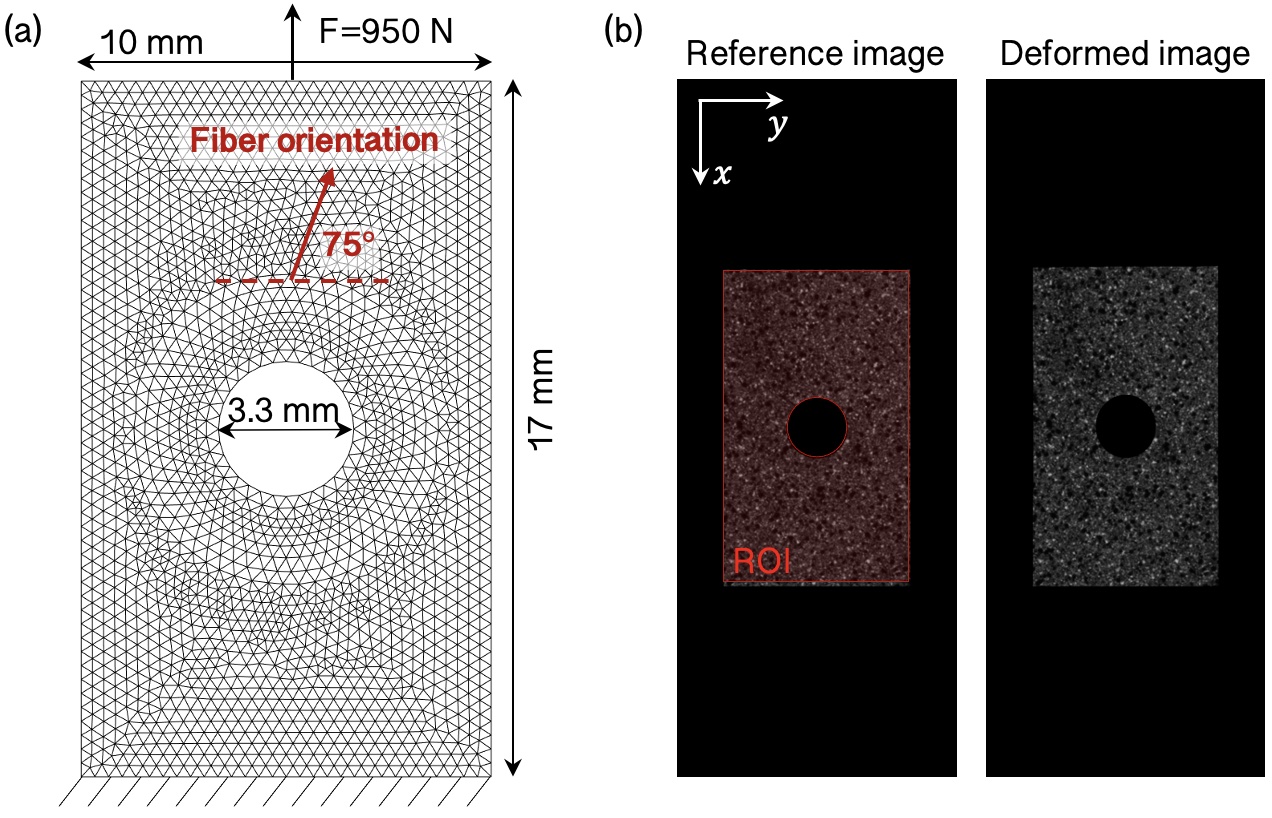 (a)
10 mm
F=950 N
Fiber orientation
75°
3.3 mm
17 mm
(b)
Reference image
Deformed image
y
x
ROI